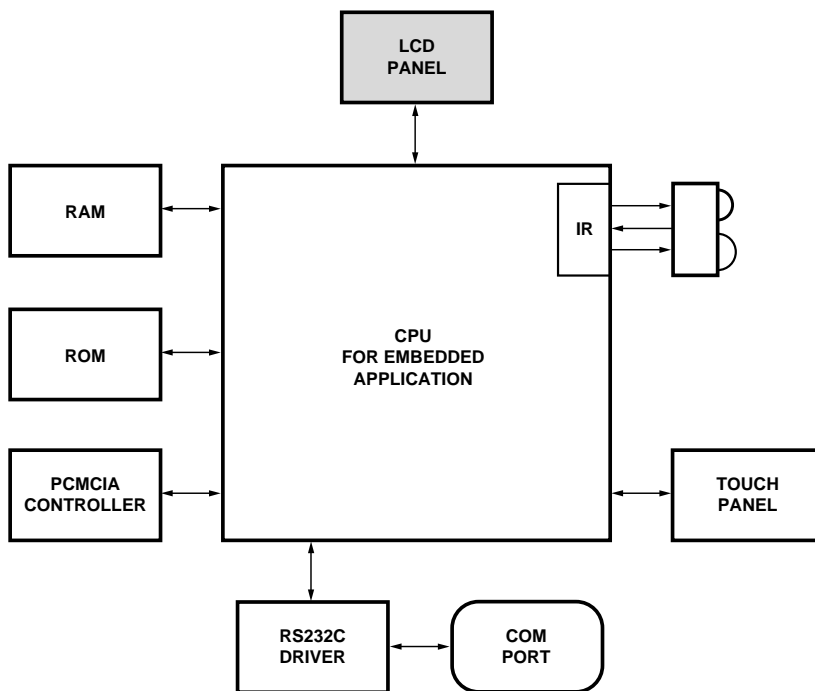 LCD
PANEL
RAM
IR
ROM
CPU
FOR EMBEDDED
APPLICATION
PCMCIA
CONTROLLER
TOUCH
PANEL
RS232C
DRIVER
COM
PORT